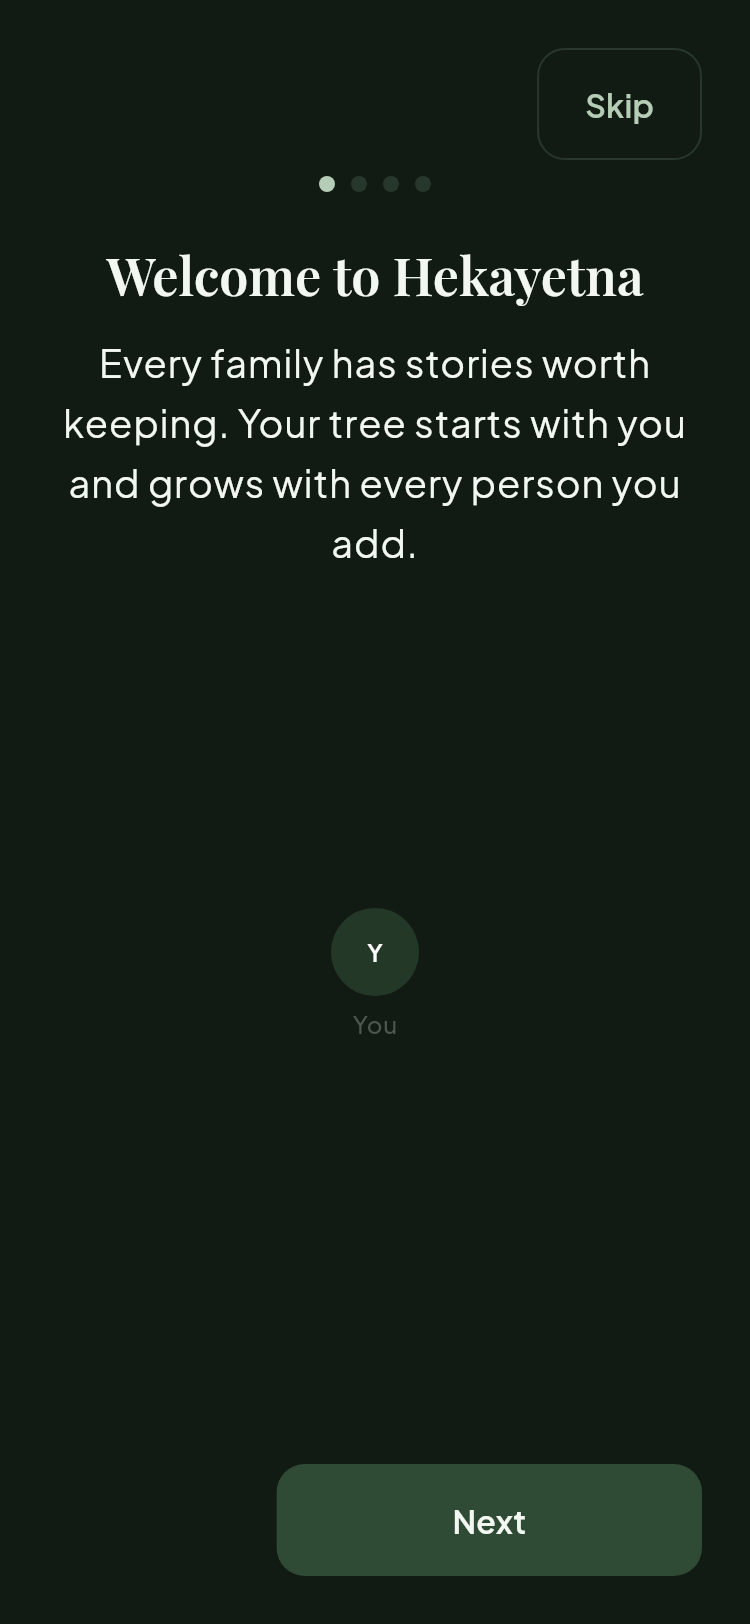 Skip
Welcome to Hekayetna
Every family has stories worth
keeping. Your tree starts with you
and grows with every person you
add.
Y
You
Next